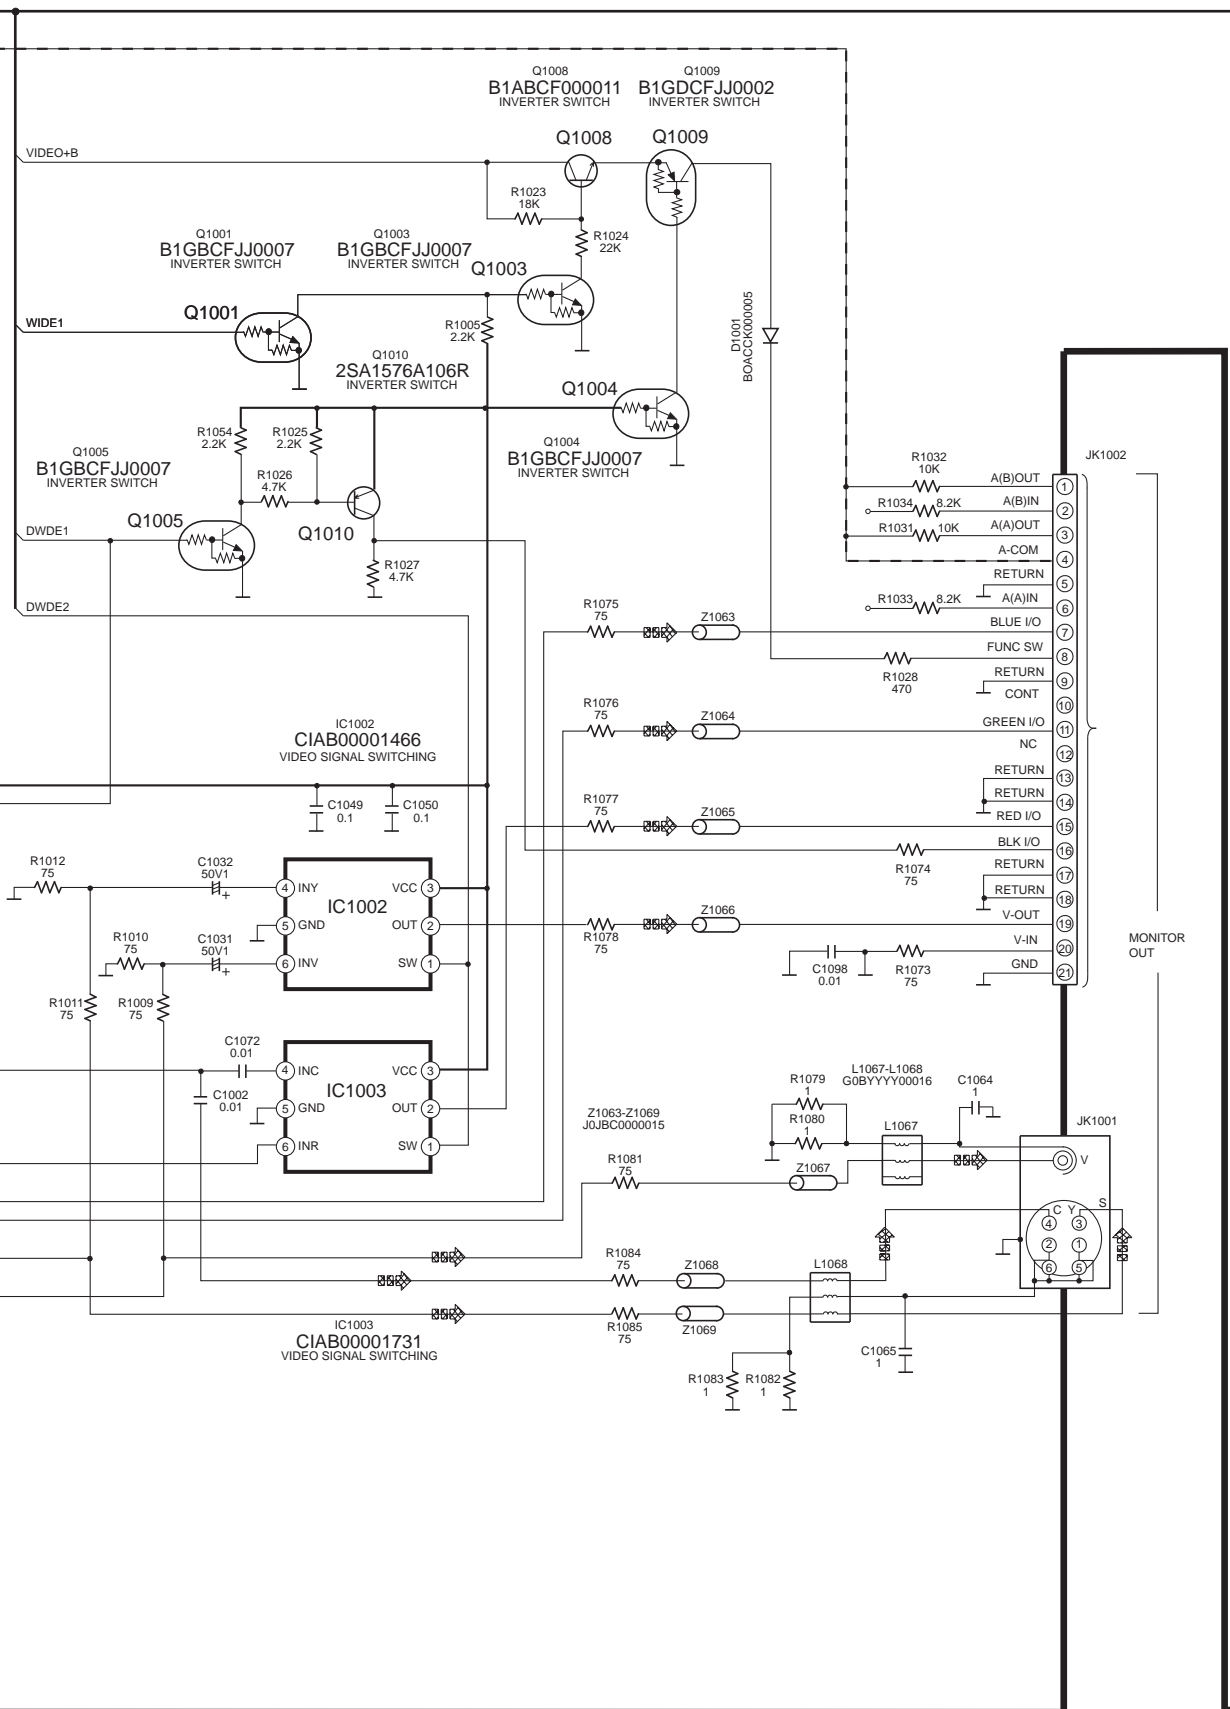 Q1008
B1ABCF000011
INVERTER SWITCH
Q1009
B1GDCFJJ0002
INVERTER SWITCH
Q1008
Q1009
VIDEO+B
R1023
18K
R1024
22K
Q1001
B1GBCFJJ0007
INVERTER SWITCH
Q1003
B1GBCFJJ0007
INVERTER SWITCH
Q1003
Q1001
WIDE1
R1005
2.2K
D1001
BOACCK000005
Q1010
2SA1576A106R
INVERTER SWITCH
Q1004
R1054
2.2K
R1025
2.2K
Q1005
B1GBCFJJ0007
INVERTER SWITCH
Q1004
B1GBCFJJ0007
INVERTER SWITCH
R1026
4.7K
Q1005
Q1010
DWDE1
R1027
4.7K
DWDE2
JK1002
R1032
10K
A(B)OUT
1
R1034
8.2K
A(B)IN
2
R1031
10K
A(A)OUT
3
A-COM
4
RETURN
5
R1033
8.2K
A(A)IN
6
R1075
75
Z1063
BLUE I/O
7
FUNC SW
8
R1028
470
RETURN
9
CONT
10
R1076
75
Z1064
GREEN I/O
11
NC
12
RETURN
13
RETURN
14
R1077
75
Z1065
RED I/O
15
BLK I/O
16
R1074
75
RETURN
17
RETURN
18
Z1066
R1078
75
V-OUT
19
V-IN
20
C1098
0.01
R1073
75
GND
21
MONITOR
OUT
IC1002
CIAB00001466
VIDEO SIGNAL SWITCHING
C1049
0.1
C1050
0.1
R1012
75
C1032
50V1
+
4 INY
VCC 3
IC1002
5 GND
OUT 2
R1010
75
C1031
50V1
+
6 INV
SW 1
R1011
75
R1009
75
C1072
0.01
C1002
0.01
4 INC
VCC 3
IC1003
5 GND
OUT 2
6 INR
SW 1
Z1063-Z1069
J0JBC0000015
R1079
1
R1080
1
L1067-L1068
G0BYYYY00016
C1064
1
L1067
JK1001
V
R1081
75
Z1067
C Y
S
4
3
2
1
6
5
R1084
75
Z1068
L1068
R1085
75
Z1069
IC1003
CIAB00001731
VIDEO SIGNAL SWITCHING
C1065
1
R1083
1
R1082
1